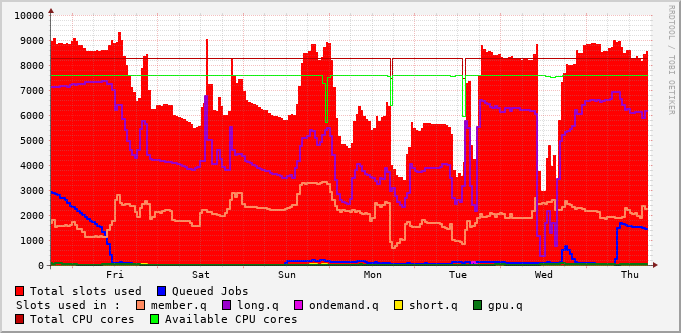 10000
9000
8000
7000
6000
5000
4000
3000
2000
1000
0
Fri Sat Sun Mon Tue Wed Thu
RRDTOOL / TOBI OETIKER
Total slots used Queued Jobs
Slots used in : member.q long.q ondemand.q short.q gpu.q
Total CPU cores Available CPU cores